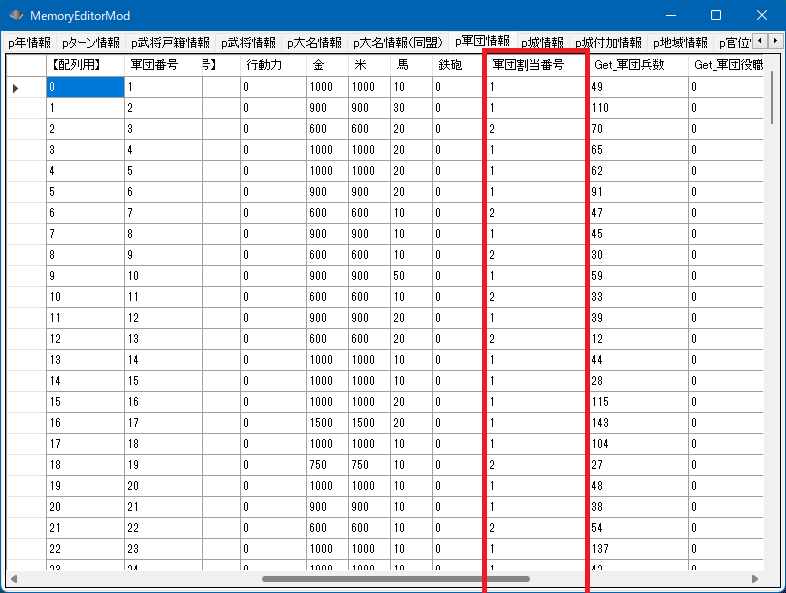 MemoryEditorMod
p年情報 pターン情報 p武将戸籍情報 p武将情報 p大名情報 p大名情報(同盟) p軍団情報 p城情報 p城付加情報 p地域情報 p官位
【配列用】 軍団番号 号】 行動力 金 米 馬 鉄砲 軍団割当番号 Get_軍団兵数 Get_軍団役職
0 1 0 1000 1000 10 0 1 49 0
1 2 0 900 900 30 0 1 110 0
2 3 0 600 600 20 0 2 70 0
3 4 0 1000 1000 20 0 1 65 0
4 5 0 1000 1000 20 0 1 62 0
5 6 0 900 900 20 0 1 91 0
6 7 0 600 600 10 0 2 47 0
7 8 0 900 900 10 0 1 45 0
8 9 0 600 600 10 0 2 30 0
9 10 0 900 900 50 0 1 59 0
10 11 0 600 600 10 0 2 33 0
11 12 0 900 900 20 0 1 39 0
12 13 0 600 600 20 0 2 12 0
13 14 0 1000 1000 10 0 1 44 0
14 15 0 1000 1000 10 0 1 28 0
15 16 0 1000 1000 20 0 1 115 0
16 17 0 1500 1500 20 0 1 143 0
17 18 0 1000 1000 10 0 1 104 0
18 19 0 750 750 10 0 2 27 0
19 20 0 1000 1000 10 0 1 48 0
20 21 0 900 900 10 0 1 38 0
21 22 0 600 600 10 0 2 54 0
22 23 0 1000 1000 10 0 1 137 0
23 24 0 1000 1000 10 0 1 42 0